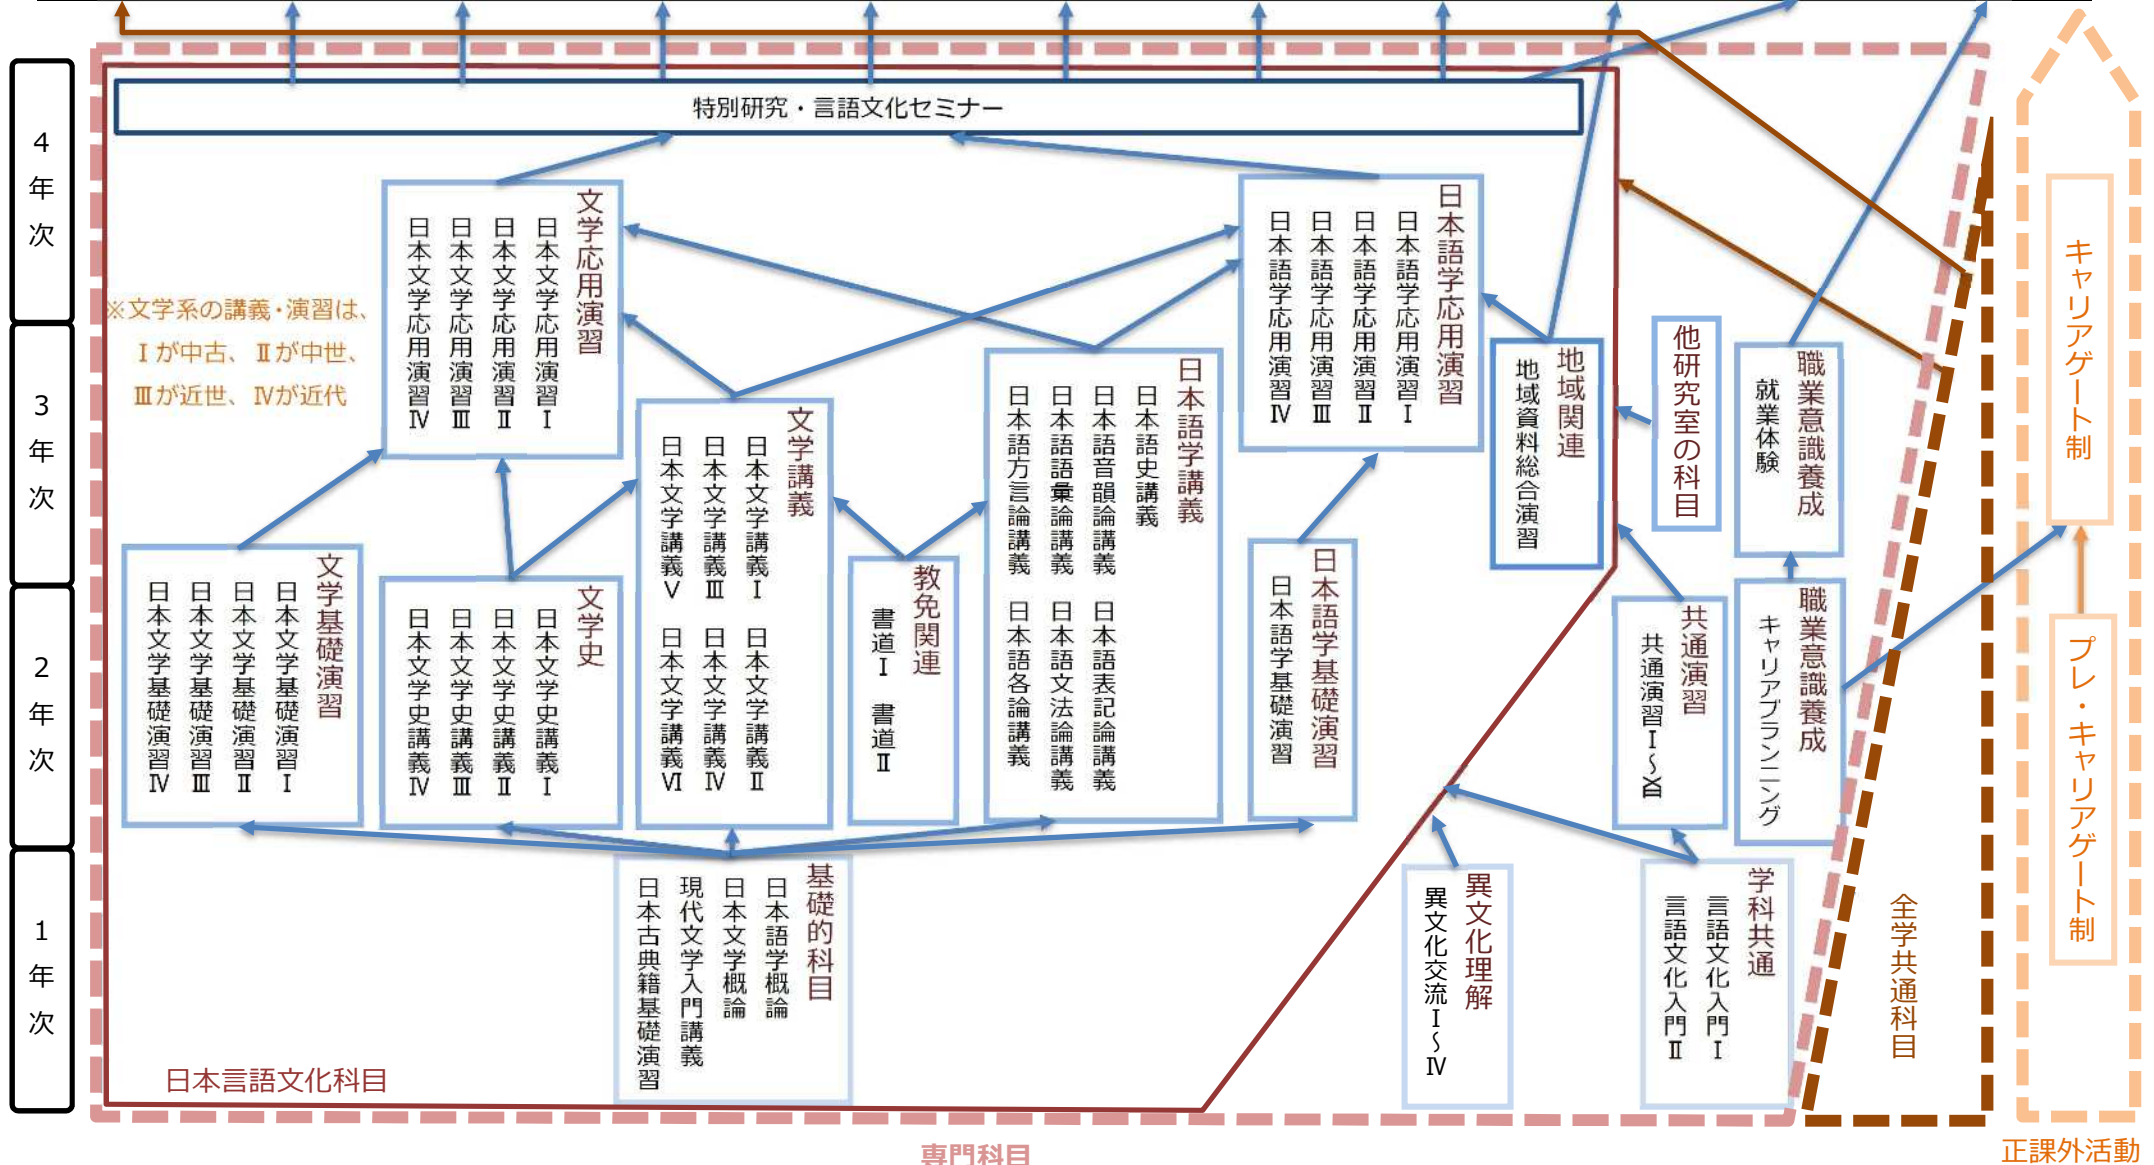 4年次
3年次
2年次
1年次
特別研究・言語文化セミナー
※文学系の講義・演習は、
Ⅰが中古、Ⅱが中世、
Ⅲが近世、Ⅳが近代
文学応用演習
日本文学応用演習Ⅰ
日本文学応用演習Ⅱ
日本文学応用演習Ⅲ
日本文学応用演習Ⅳ
日本語学応用演習
日本語学応用演習Ⅰ
日本語学応用演習Ⅱ
日本語学応用演習Ⅲ
日本語学応用演習Ⅳ
地域関連
地域資料総合演習
他研究室の科目
職業意識養成
就業体験
文学講義
日本文学講義Ⅰ 日本文学講義Ⅱ
日本文学講義Ⅲ 日本文学講義Ⅳ
日本文学講義Ⅴ 日本文学講義Ⅵ
日本語学講義
日本語史講義
日本語音韻論講義 日本語表記論講義
日本語語彙論講義 日本語文法論講義
日本語方言論講義 日本語各論講義
文学基礎演習
日本文学基礎演習Ⅰ
日本文学基礎演習Ⅱ
日本文学基礎演習Ⅲ
日本文学基礎演習Ⅳ
文学史
日本文学史講義Ⅰ
日本文学史講義Ⅱ
日本文学史講義Ⅲ
日本文学史講義Ⅳ
教免関連
書道Ⅰ 書道Ⅱ
日本語学基礎演習
日本語学基礎演習
共通演習
共通演習Ⅰ～Ⅻ
職業意識養成
キャリアプランニング
基礎的科目
日本語学概論
日本文学概論
現代文学入門講義
日本古典籍基礎演習
異文化理解
異文化交流Ⅰ～Ⅳ
学科共通
言語文化入門Ⅰ
言語文化入門Ⅱ
日本言語文化科目
専門科目
全学共通科目
キャリアゲート制
プレ・キャリアゲート制
正課外活動